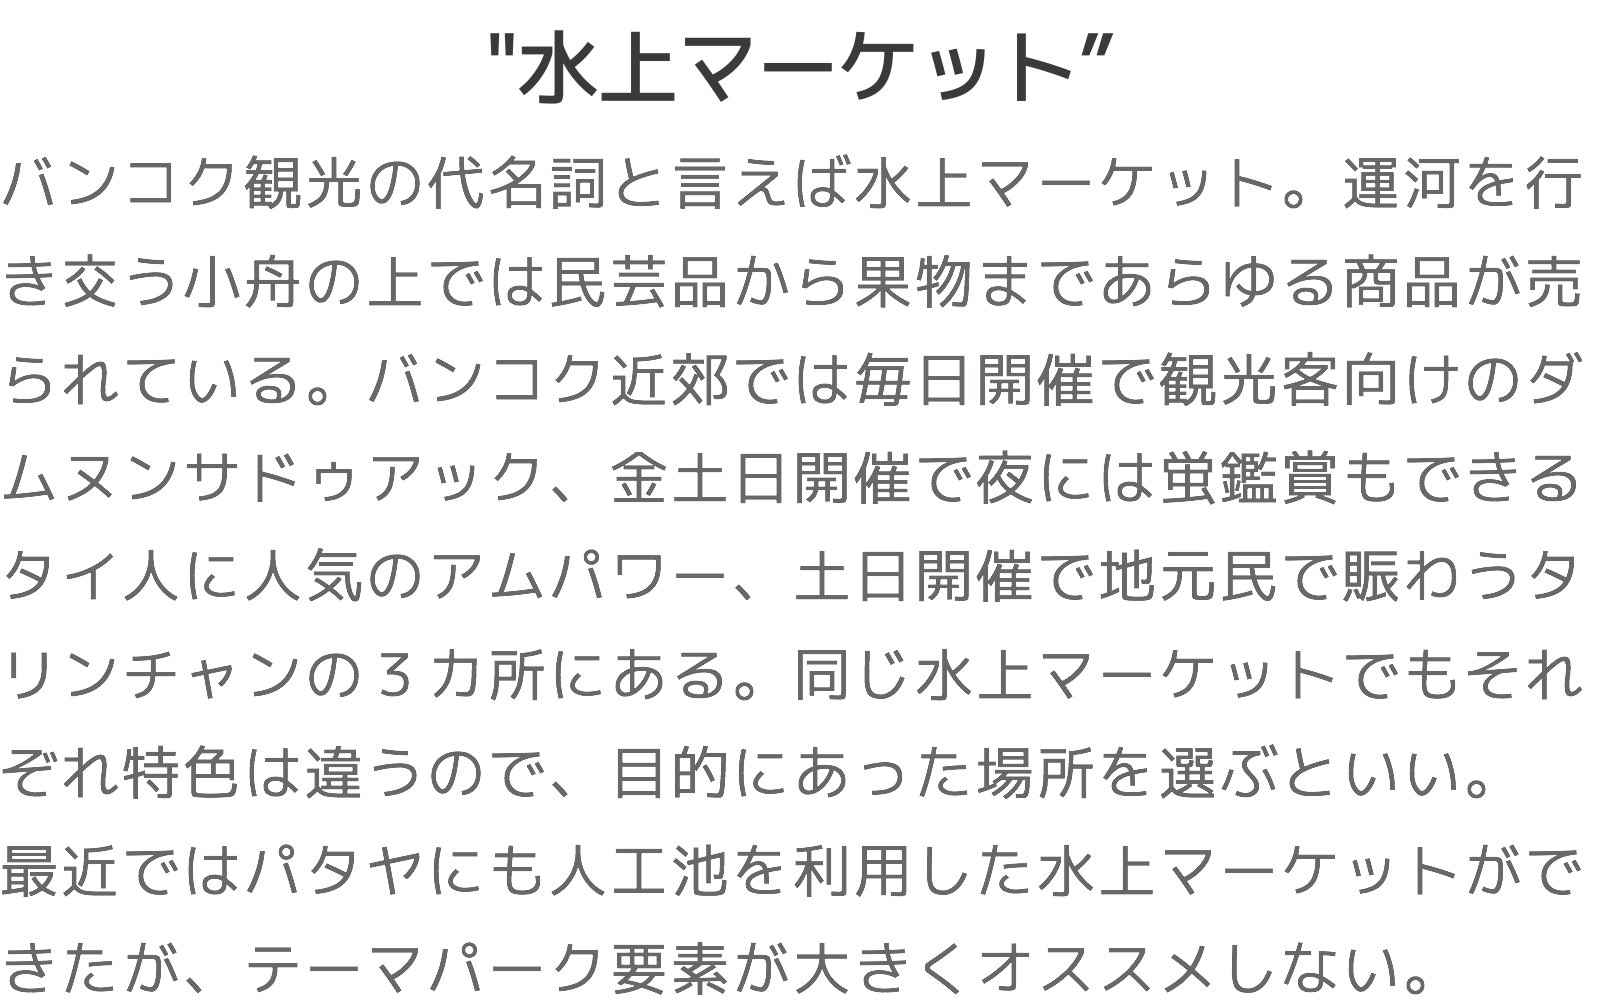 "水上マーケット”
バンコク観光の代名詞と言えば水上マーケット。運河を行
き交う小舟の上では民芸品から果物まであらゆる商品が売
られている。バンコク近郊では毎日開催で観光客向けのダ
ムヌンサドゥアック、金土日開催で夜には蛍鑑賞もできる
タイ人に人気のアムパワー、土日開催で地元民で賑わうタ
リンチャンの３カ所にある。同じ水上マーケットでもそれ
ぞれ特色は違うので、目的にあった場所を選ぶといい。
最近ではパタヤにも人工池を利用した水上マーケットがで
きたが、テーマパーク要素が大きくオススメしない。